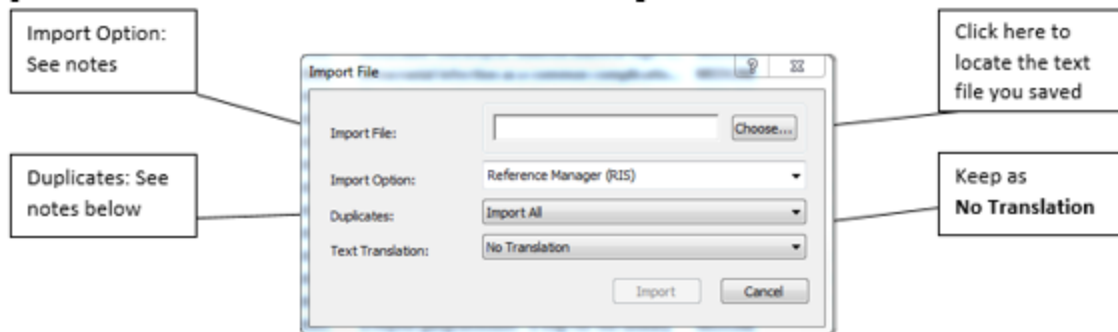 Import Option:
See notes
Duplicates: See
notes below
Import File
Import File:
Choose...
Import Option:
Reference Manager (RIS)
Duplicates:
Import All
Text Translation:
No Translation
Import
Cancel
Click here to
locate the text
file you saved
Keep as
No Translation